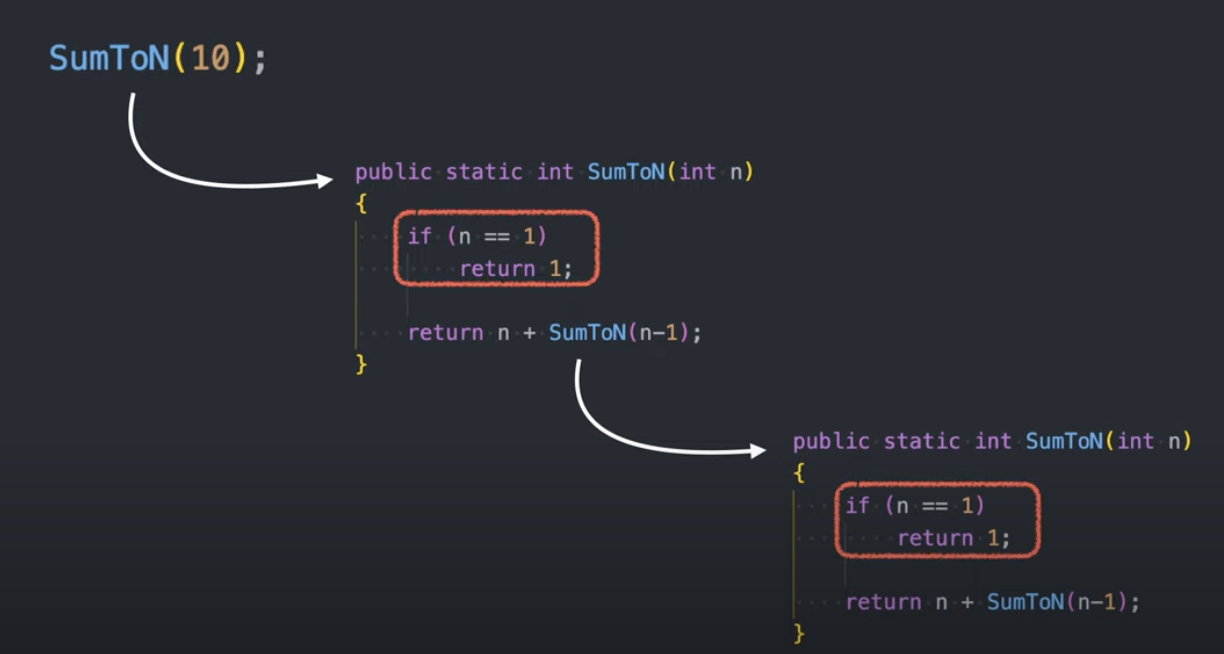 SumToN(10);
public static int SumToN(int n)
{
if (n == 1)
return 1;
return n + SumToN(n-1);
}
public static int SumToN(int n)
{
if (n == 1)
return 1;
return n + SumToN(n-1);
}